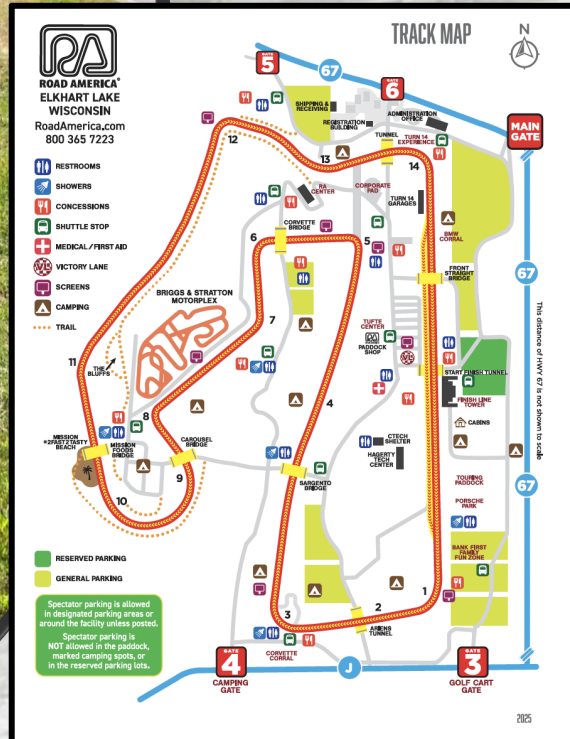 TRACK MAP
N
RA
ROAD AMERICA®
ELKHART LAKE
WISCONSIN
RoadAmerica.com
800 365 7223
RESTROOMS
SHOWERS
CONCESSIONS
SHUTTLE STOP
MEDICAL / FIRST AID
VICTORY LANE
SCREENS
CAMPING
TRAIL
GATE
5
67
GATE
6
MAIN
GATE
SHIPPING &
RECEIVING
REGISTRATION
BUILDING
ADMINISTRATION
OFFICE
TUNNEL
TURN 14
EXPERIENCE
12
13
14
RA
CENTER
CORPORATE
PAD
TURN 14
GARAGES
BMW
CORRAL
CORVETTE
BRIDGE
6
5
FRONT
STRAIGHT
BRIDGE
67
BRIGGS & STRATTON
MOTORPLEX
7
TUFTE
CENTER
PADDOCK
SHOP
This distance of HWY 67 is not shown to scale
11
THE
BLUFFS
START FINISH TUNNEL
FINISH LINE
TOWER
4
8
CABINS
MISSION
#2FAST2TASTY
BEACH
MISSION
FOODS
BRIDGE
CAROUSEL
BRIDGE
CTECH
SHELTER
HAGERTY
TECH
CENTER
9
10
SARGENTO
BRIDGE
TOURING
PADDOCK
67
PORSCHE
PARK
BANK FIRST
FAMILY
FUN ZONE
RESERVED PARKING
GENERAL PARKING
1
2
3
ARIENS
TUNNEL
Spectator parking is allowed
in designated parking areas or
around the facility unless posted.
Spectator parking is
NOT allowed in the paddock,
marked camping spots, or
in the reserved parking lots.
CORVETTE
CORRAL
GATE
4
CAMPING
GATE
J
GATE
3
GOLF CART
GATE
2025